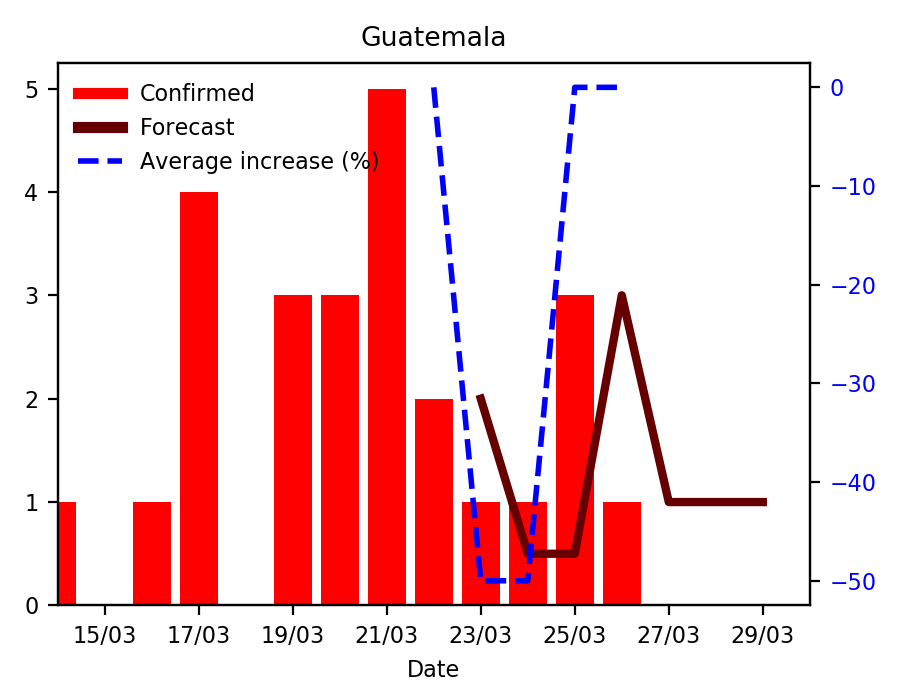 Guatemala
Confirmed
Forecast
Average increase (%)
5
4
3
2
1
0
0
−10
−20
−30
−40
−50
15/03 17/03 19/03 21/03 23/03 25/03 27/03 29/03
Date